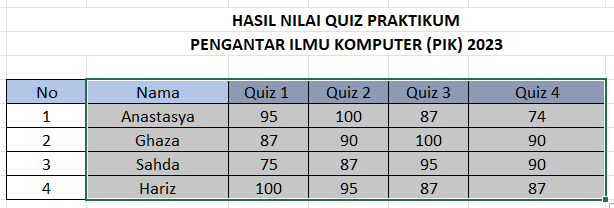 HASIL NILAI QUIZ PRAKTIKUM
PENGANTAR ILMU KOMPUTER (PIK) 2023
No Nama Quiz 1 Quiz 2 Quiz 3 Quiz 4
1 Anastasya 95 100 87 74
2 Ghaza 87 90 100 90
3 Sahda 75 87 95 90
4 Hariz 100 95 87 87